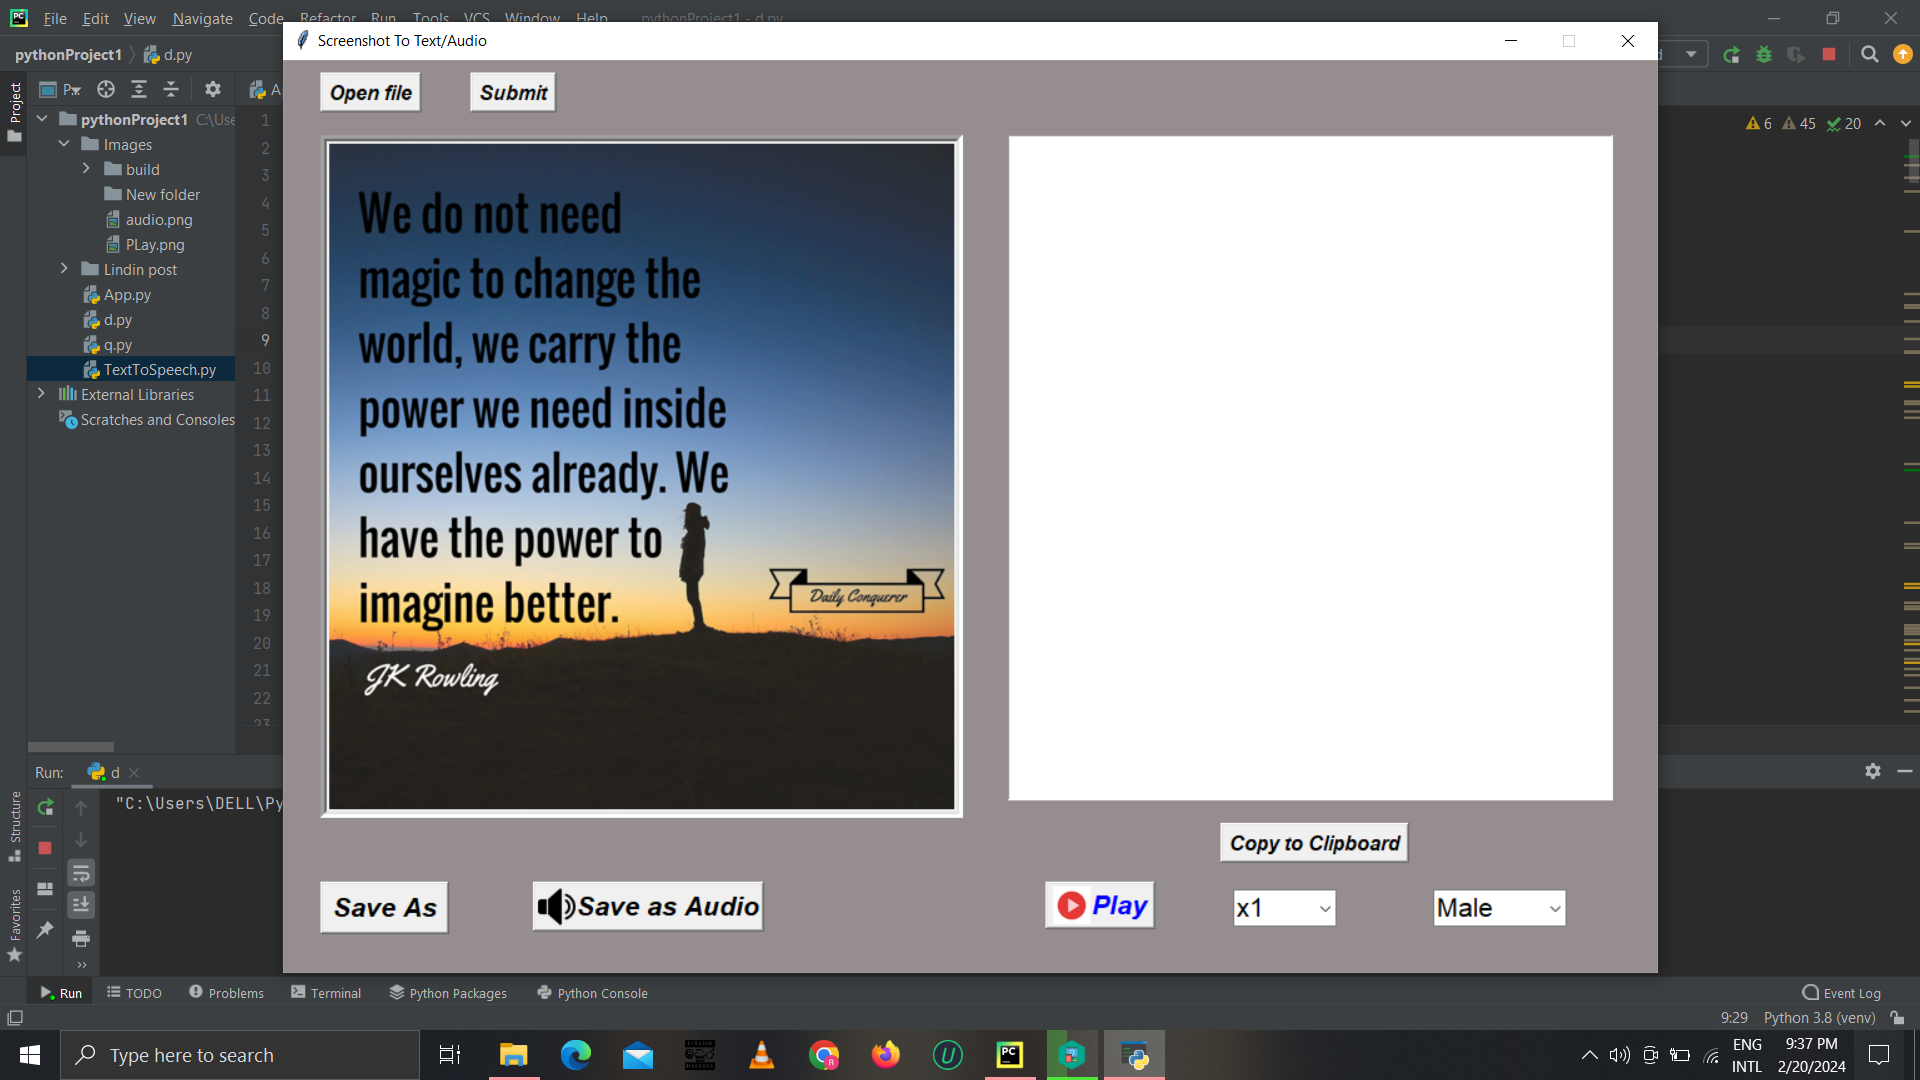 File Edit View Navigate Code Refactor Run Tools VCS Window Help pythonProject1 - d.py
pythonProject1 d.py
Screenshot To Text/Audio
Project
Open file
Submit
6 45 20
pythonProject1 C:\Use
Images
build
New folder
audio.png
PLay.png
Lindin post
App.py
d.py
q.py
TextToSpeech.py
External Libraries
Scratches and Consoles
1
2
3
4
5
6
7
8
9
10
11
12
13
14
15
16
17
18
19
20
21
22
23
We do not need
magic to change the
world, we carry the
power we need inside
ourselves already. We
have the power to
imagine better.
JK Rowling
Daily Conquerer
Copy to Clipboard
Save As
Save as Audio
Play
x1
Male
Run: d
"C:\Users\DELL\Py
Structure
Favorites
Run TODO Problems Terminal Python Packages Python Console Event Log
9:29 Python 3.8 (venv)
Type here to search
ENG
INTL
9:37 PM
2/20/2024